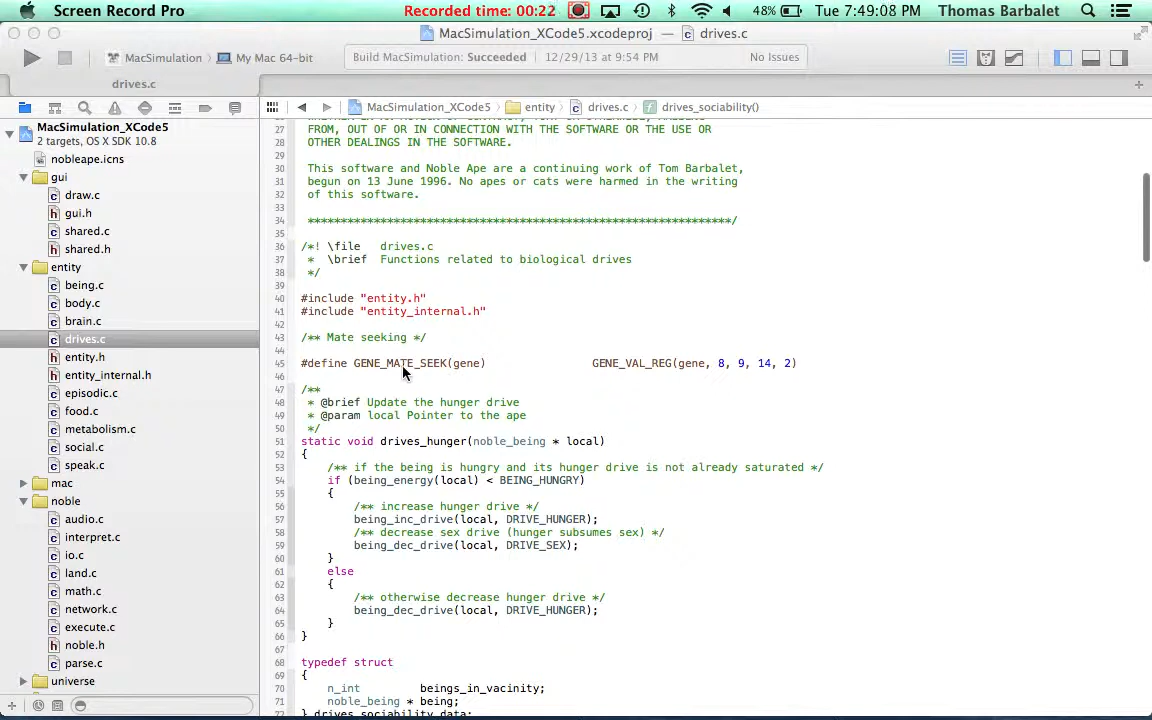 Screen Record Pro Recorded time: 00:22 48% Tue 7:49:08 PM Thomas Barbalet
MacSimulation_XCode5.xcodeproj — drives.c
MacSimulation My Mac 64-bit Build MacSimulation: Succeeded 12/29/13 at 9:54 PM No Issues
drives.c
MacSimulation_XCode5 entity drives.c drives_sociability()
MacSimulation_XCode5
2 targets, OS X SDK 10.8
nobleape.icns
gui
draw.c
gui.h
shared.c
shared.h
entity
being.c
body.c
brain.c
drives.c
entity.h
entity_internal.h
episodic.c
food.c
metabolism.c
social.c
speak.c
mac
noble
audio.c
interpret.c
io.c
land.c
math.c
network.c
execute.c
noble.h
parse.c
universe
27 FROM, OUT OF OR IN CONNECTION WITH THE SOFTWARE OR THE USE OR
28 OTHER DEALINGS IN THE SOFTWARE.
29
30 This software and Noble Ape are a continuing work of Tom Barbalet,
31 begun on 13 June 1996. No apes or cats were harmed in the writing
32 of this software.
33
34 ****************************************************************/
35
36 /*! \file drives.c
37 * \brief Functions related to biological drives
38 */
39
40 #include "entity.h"
41 #include "entity_internal.h"
42
43 /** Mate seeking */
44
45 #define GENE_MATE_SEEK(gene) GENE_VAL_REG(gene, 8, 9, 14, 2)
46
47 /**
48 * @brief Update the hunger drive
49 * @param local Pointer to the ape
50 */
51 static void drives_hunger(noble_being * local)
52 {
53 /** if the being is hungry and its hunger drive is not already saturated */
54 if (being_energy(local) < BEING_HUNGRY)
55 {
56 /** increase hunger drive */
57 being_inc_drive(local, DRIVE_HUNGER);
58 /** decrease sex drive (hunger subsumes sex) */
59 being_dec_drive(local, DRIVE_SEX);
60 }
61 else
62 {
63 /** otherwise decrease hunger drive */
64 being_dec_drive(local, DRIVE_HUNGER);
65 }
66 }
67
68 typedef struct
69 {
70 n_int beings_in_vacinity;
71 noble_being * being;
72 } drives_sociability_data;